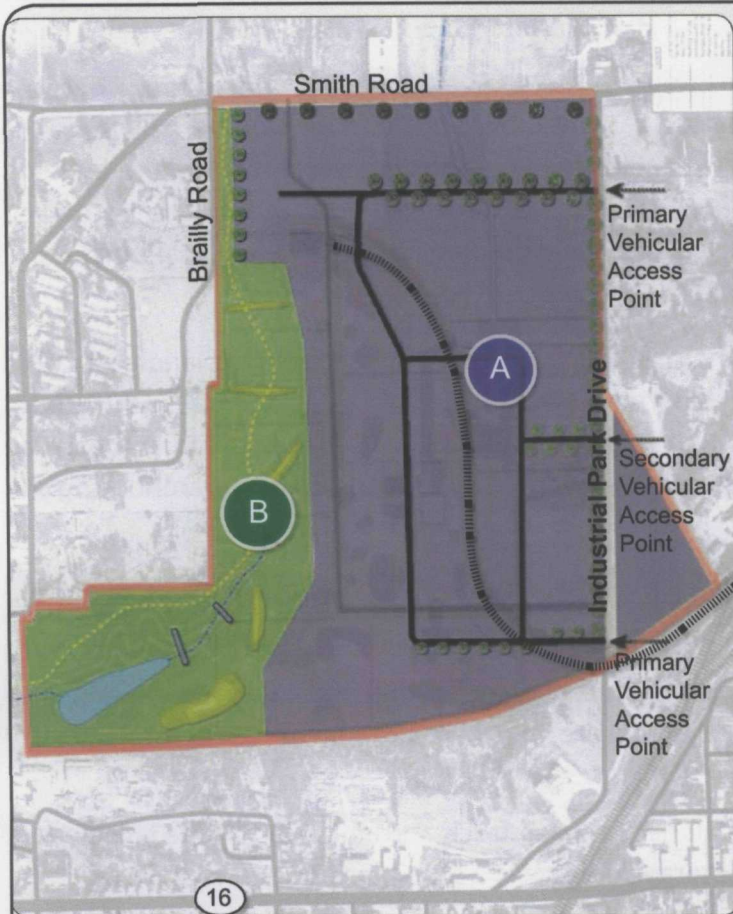 Smith Road
Brailly Road
Primary
Vehicular
Access
Point
A
Industrial Park Drive
Secondary
Vehicular
Access
Point
B
Primary
Vehicular
Access
Point
16